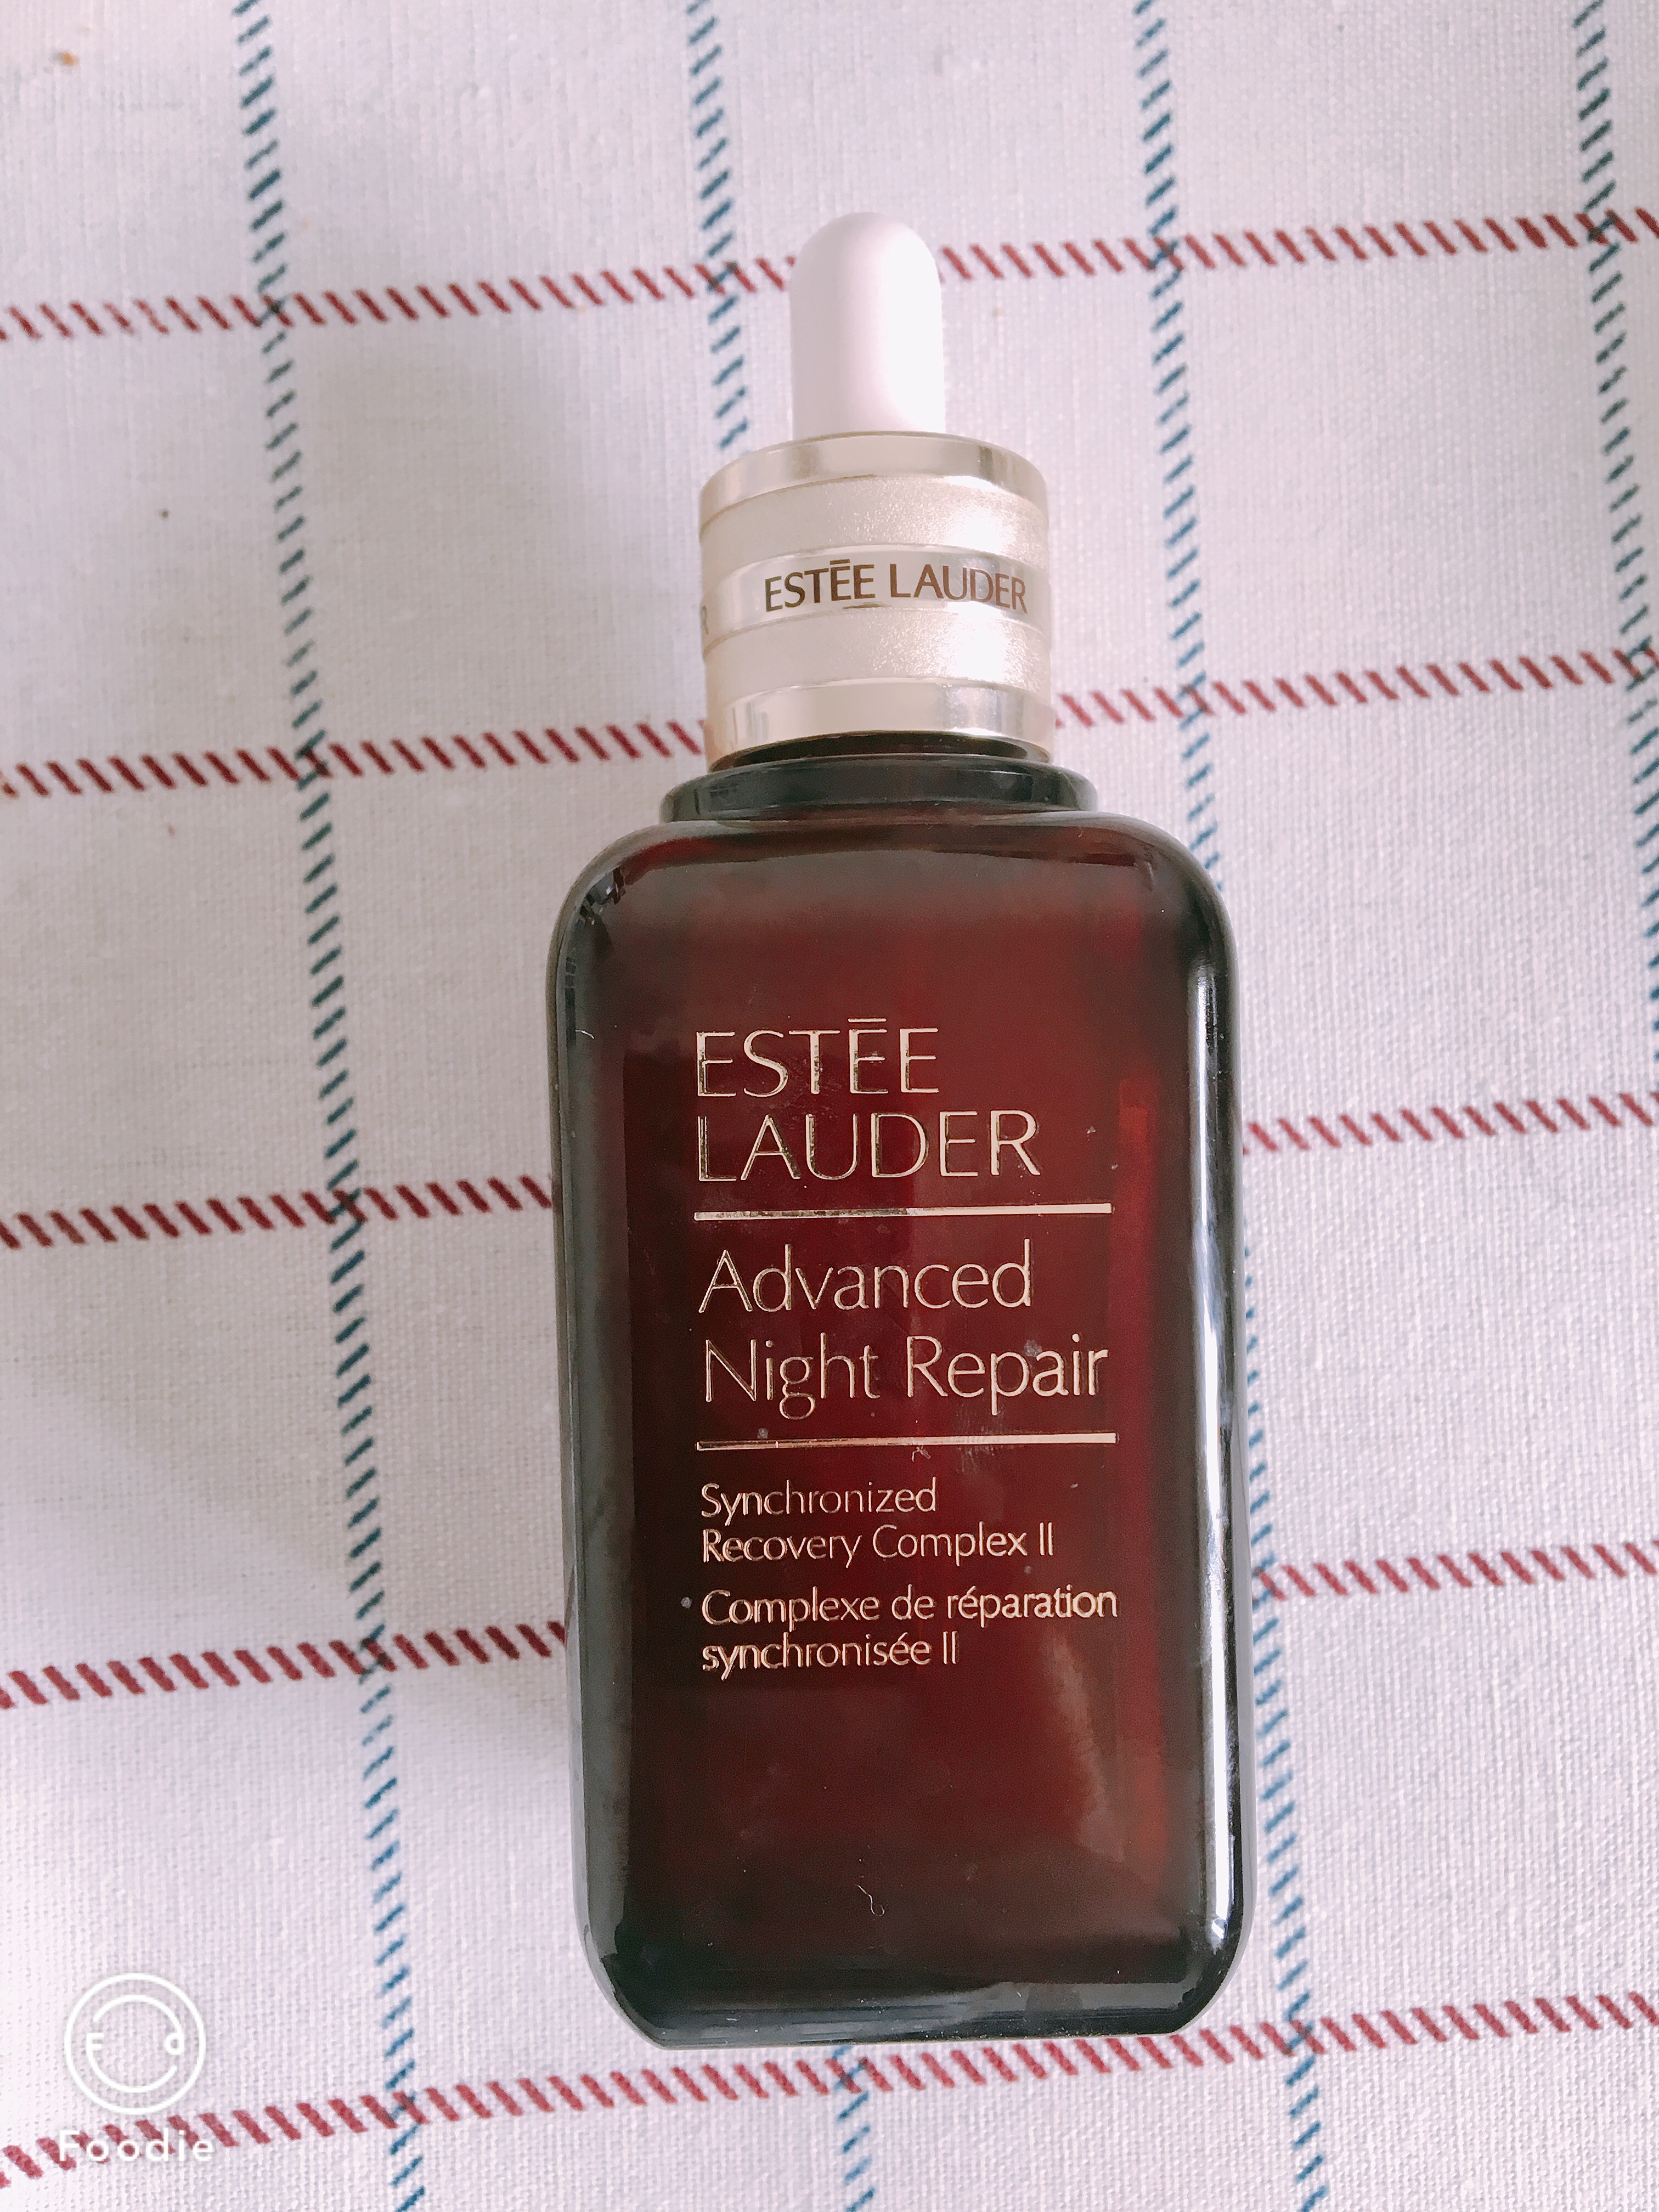 ESTĒE LAUDER
R
ESTĒE
LAUDER
Advanced
Night Repair
Synchronized
Recovery Complex II
Complexe de réparation
synchronisée II
Foodie